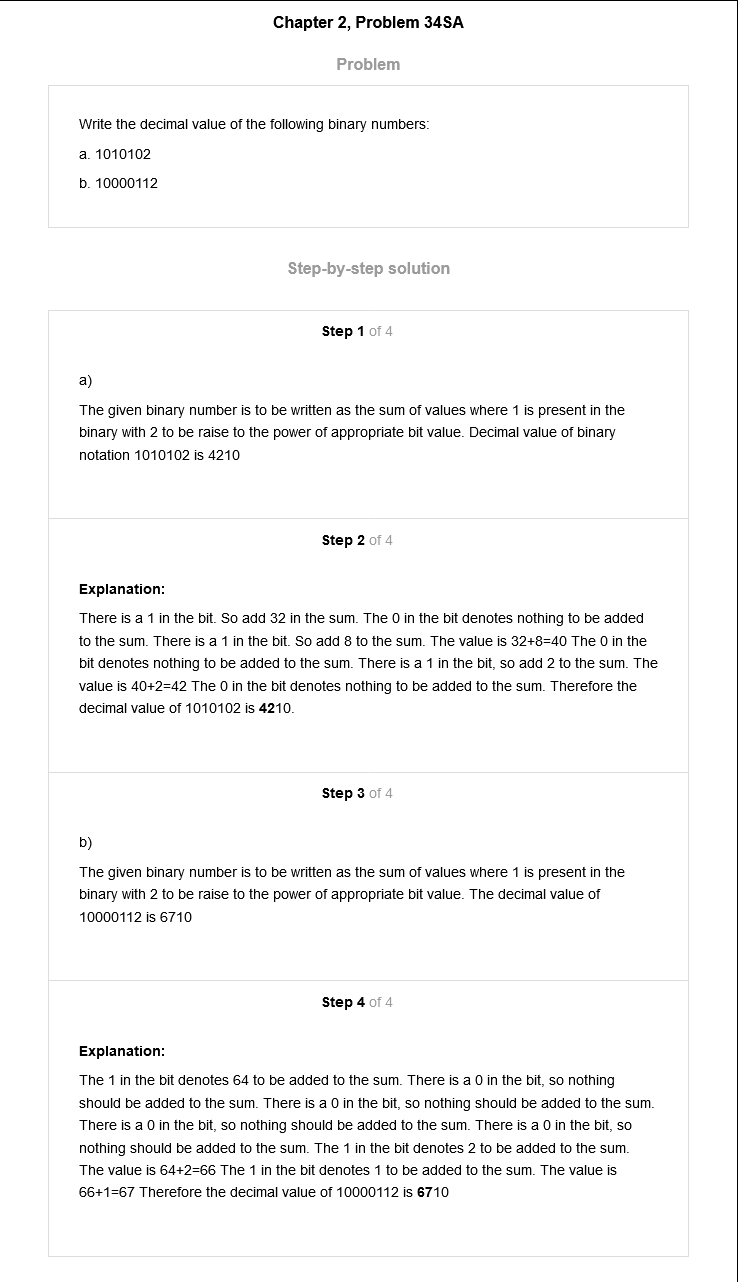 Chapter 2, Problem 34SA
Problem
Write the decimal value of the following binary numbers:
a. 1010102
b. 10000112
Step-by-step solution
Step 1 of 4
a)
The given binary number is to be written as the sum of values where 1 is present in the
binary with 2 to be raise to the power of appropriate bit value. Decimal value of binary
notation 1010102 is 4210
Step 2 of 4
Explanation:
There is a 1 in the bit. So add 32 in the sum. The 0 in the bit denotes nothing to be added
to the sum. There is a 1 in the bit. So add 8 to the sum. The value is 32+8=40 The 0 in the
bit denotes nothing to be added to the sum. There is a 1 in the bit, so add 2 to the sum. The
value is 40+2=42 The 0 in the bit denotes nothing to be added to the sum. Therefore the
decimal value of 1010102 is 4210.
Step 3 of 4
b)
The given binary number is to be written as the sum of values where 1 is present in the
binary with 2 to be raise to the power of appropriate bit value. The decimal value of
10000112 is 6710
Step 4 of 4
Explanation:
The 1 in the bit denotes 64 to be added to the sum. There is a 0 in the bit, so nothing
should be added to the sum. There is a 0 in the bit, so nothing should be added to the sum.
There is a 0 in the bit, so nothing should be added to the sum. There is a 0 in the bit, so
nothing should be added to the sum. The 1 in the bit denotes 2 to be added to the sum.
The value is 64+2=66 The 1 in the bit denotes 1 to be added to the sum. The value is
66+1=67 Therefore the decimal value of 10000112 is 6710